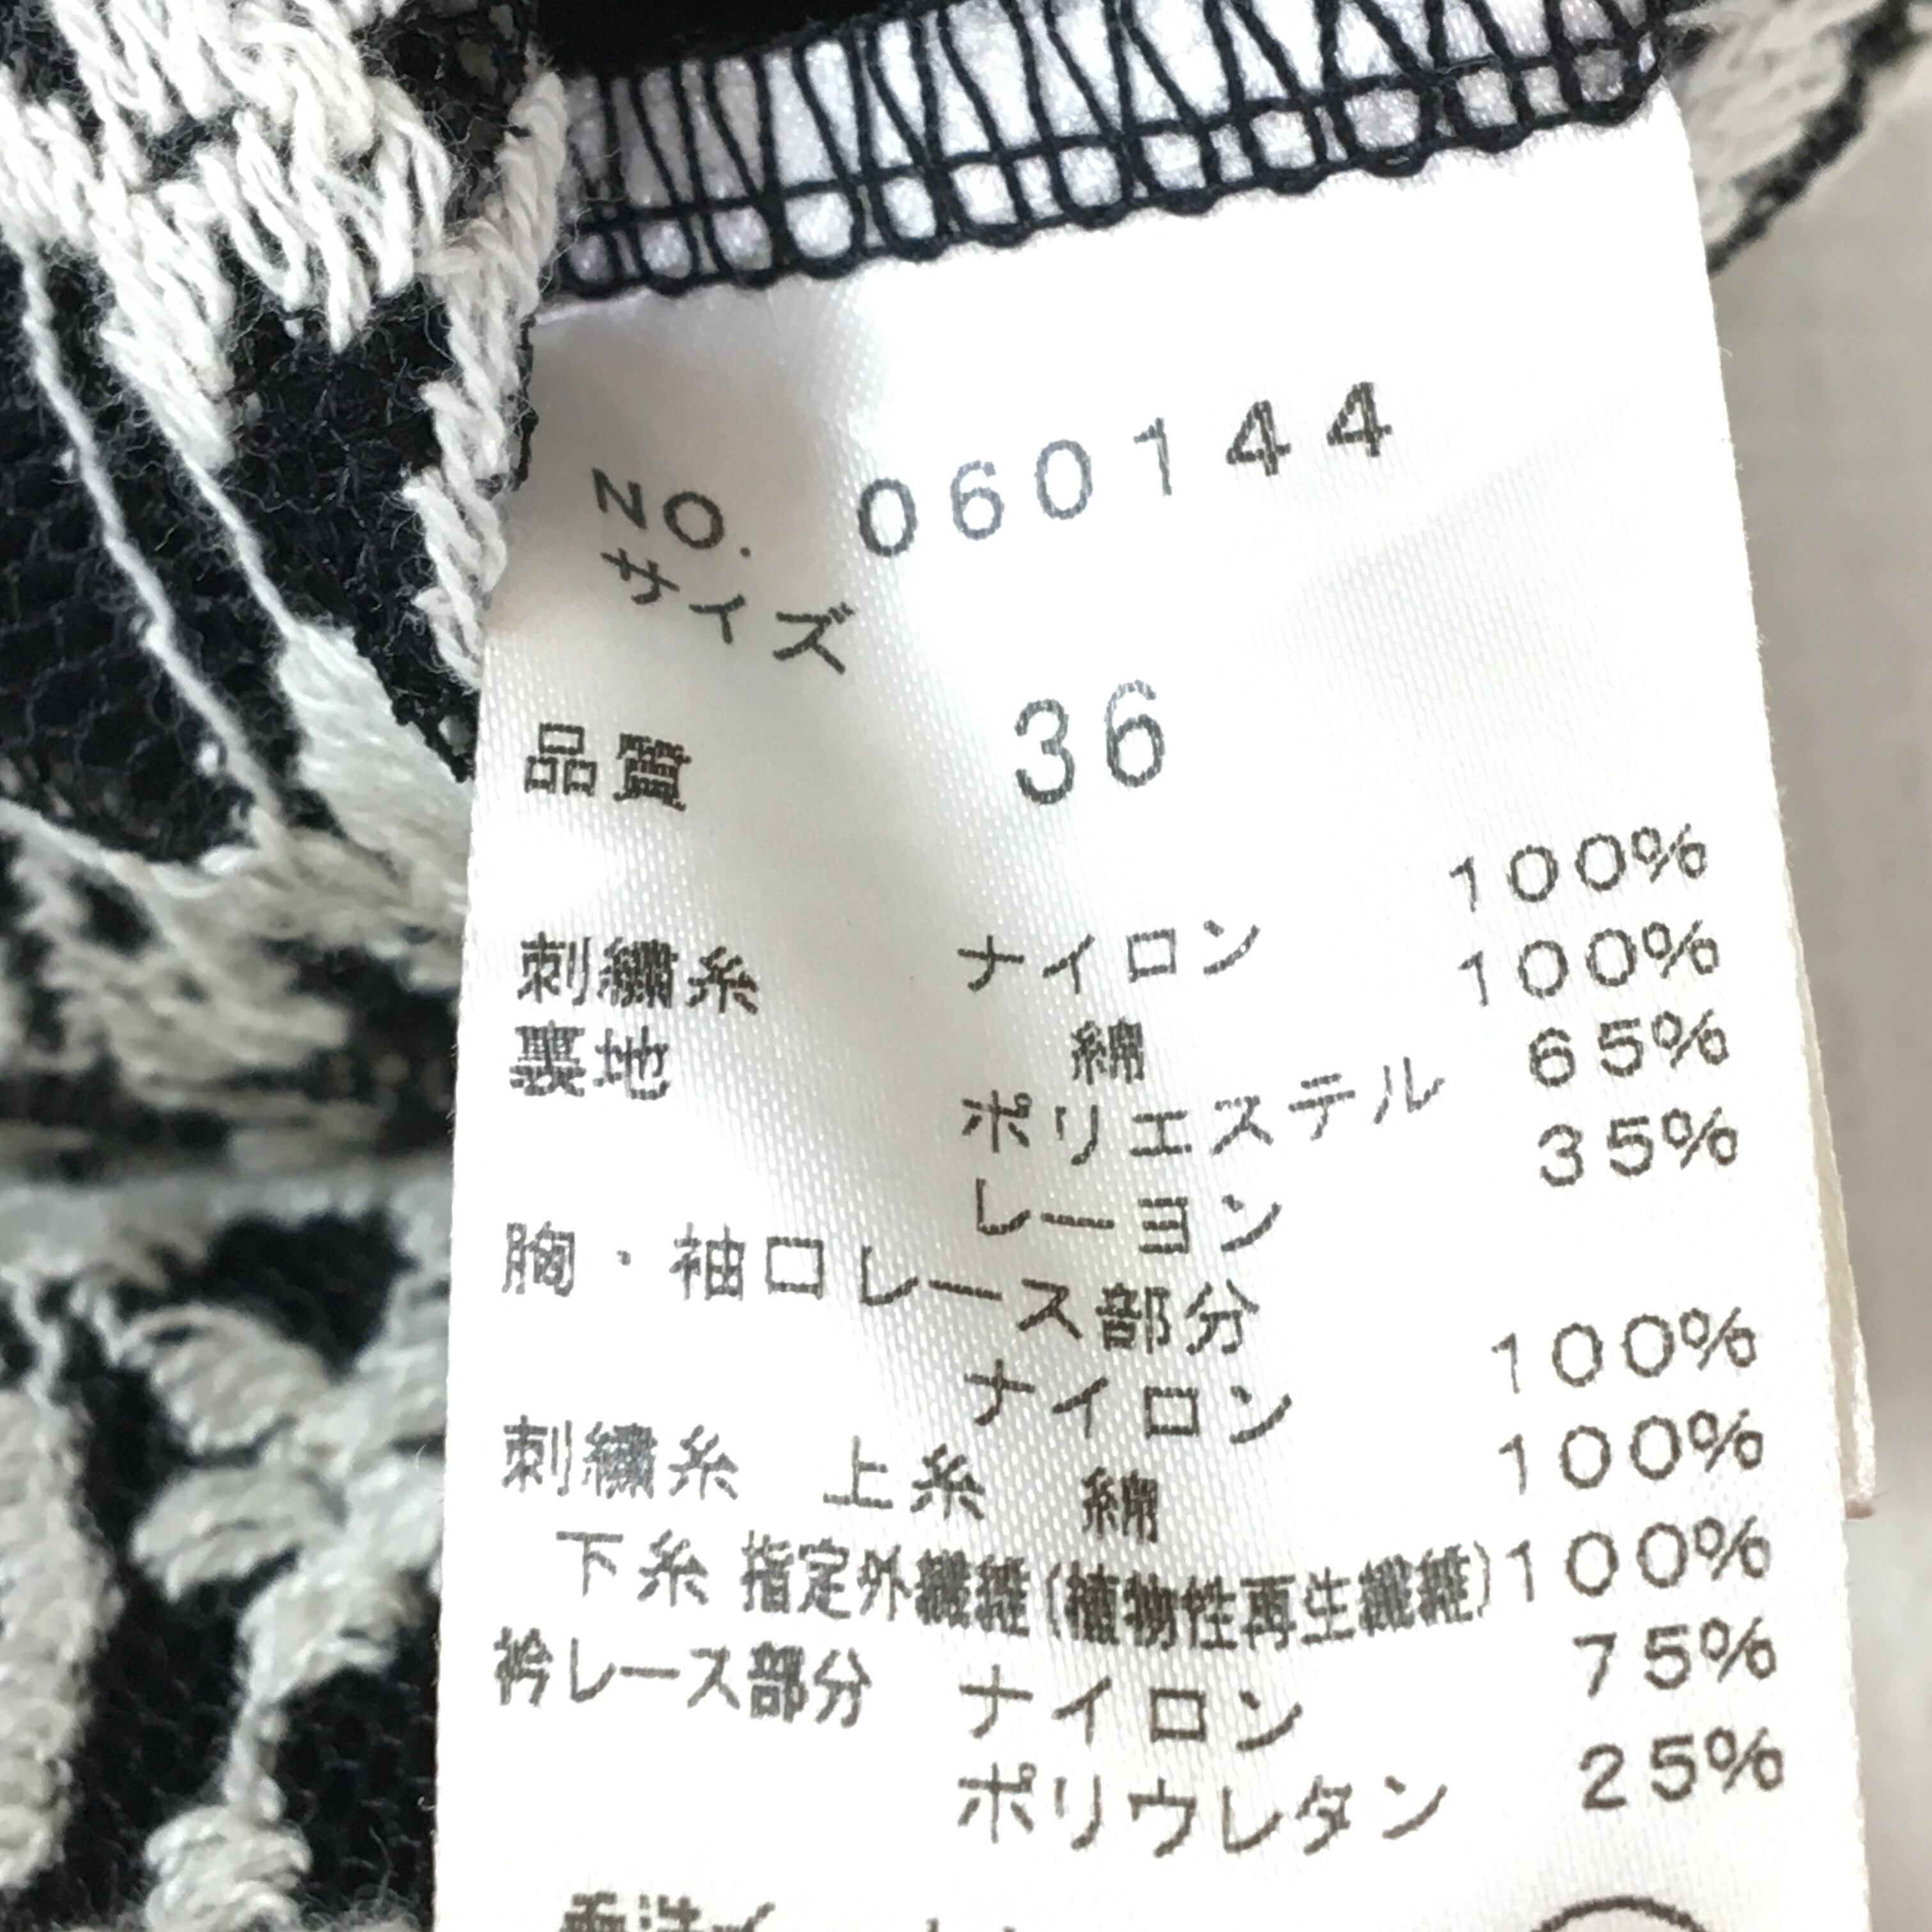 NO. 060144
サイズ
36
品質
ナイロン 100%
刺繍糸 綿 100%
裏地 ポリエステル 65%
レーヨン 35%
胸・袖口レース部分
ナイロン 100%
刺繍糸 上糸 綿 100%
下糸 指定外繊維(植物性再生繊維)100%
衿レース部分 ナイロン 75%
ポリウレタン 25%